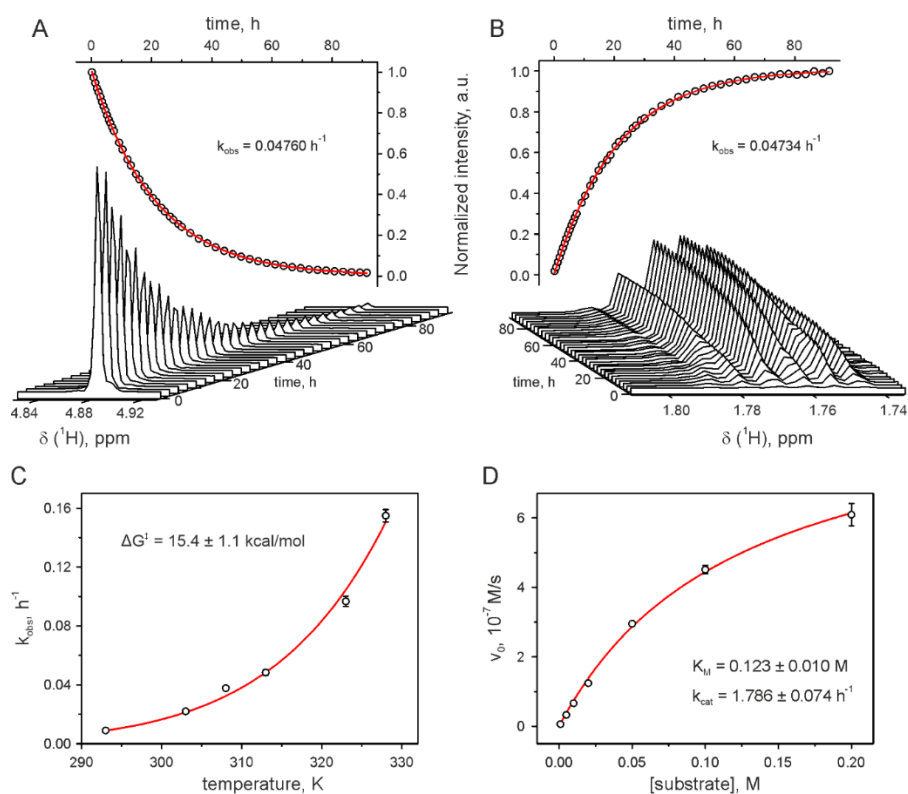 A
time, h
0 20 40 60 80
1.0
0.8
0.6
0.4
0.2
0.0
Normalized intensity, a.u.
k_obs = 0.04760 h⁻¹
80
60
40
20
0
time, h
4.84 4.88 4.92
δ (¹H), ppm
B
time, h
0 20 40 60 80
1.0
0.8
0.6
0.4
0.2
0.0
k_obs = 0.04734 h⁻¹
80
60
40
20
0
time, h
1.80 1.78 1.76 1.74
δ (¹H), ppm
C
0.16
0.12
0.08
0.04
0.00
k_obs, h⁻¹
ΔG‡ = 15.4 ± 1.1 kcal/mol
290 300 310 320 330
temperature, K
D
6
4
2
0
v₀, 10⁻⁷ M/s
K_M = 0.123 ± 0.010 M
k_cat = 1.786 ± 0.074 h⁻¹
0.00 0.05 0.10 0.15 0.20
[substrate], M